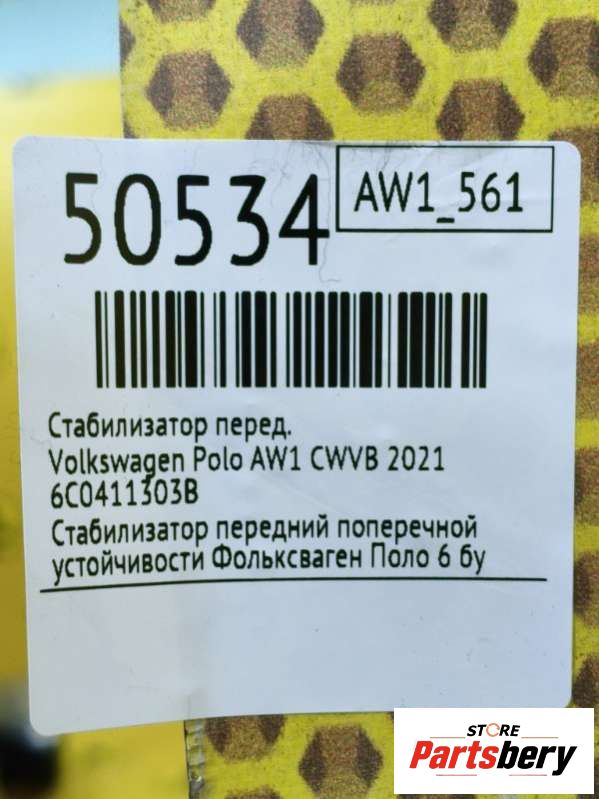 50534
AW1_561
Стабилизатор перед.
Volkswagen Polo AW1 CWVB 2021
6C0411303B
Стабилизатор передний поперечной
устойчивости Фольксваген Поло 6 бу
STORE
Partsbery